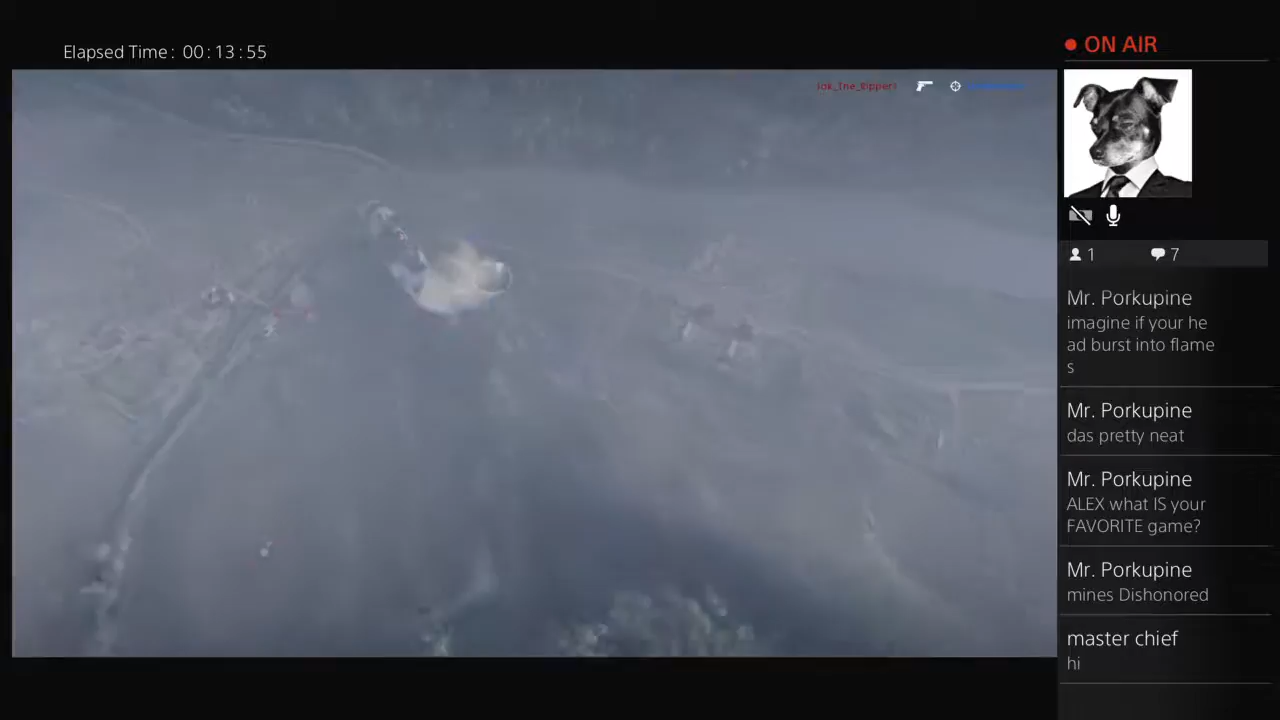 Elapsed Time: 00:13:55
ON AIR
1
7
Mr. Porkupine
imagine if your he
ad burst into flame
s
Mr. Porkupine
das pretty neat
Mr. Porkupine
ALEX what IS your
FAVORITE game?
Mr. Porkupine
mines Dishonored
master chief
hi